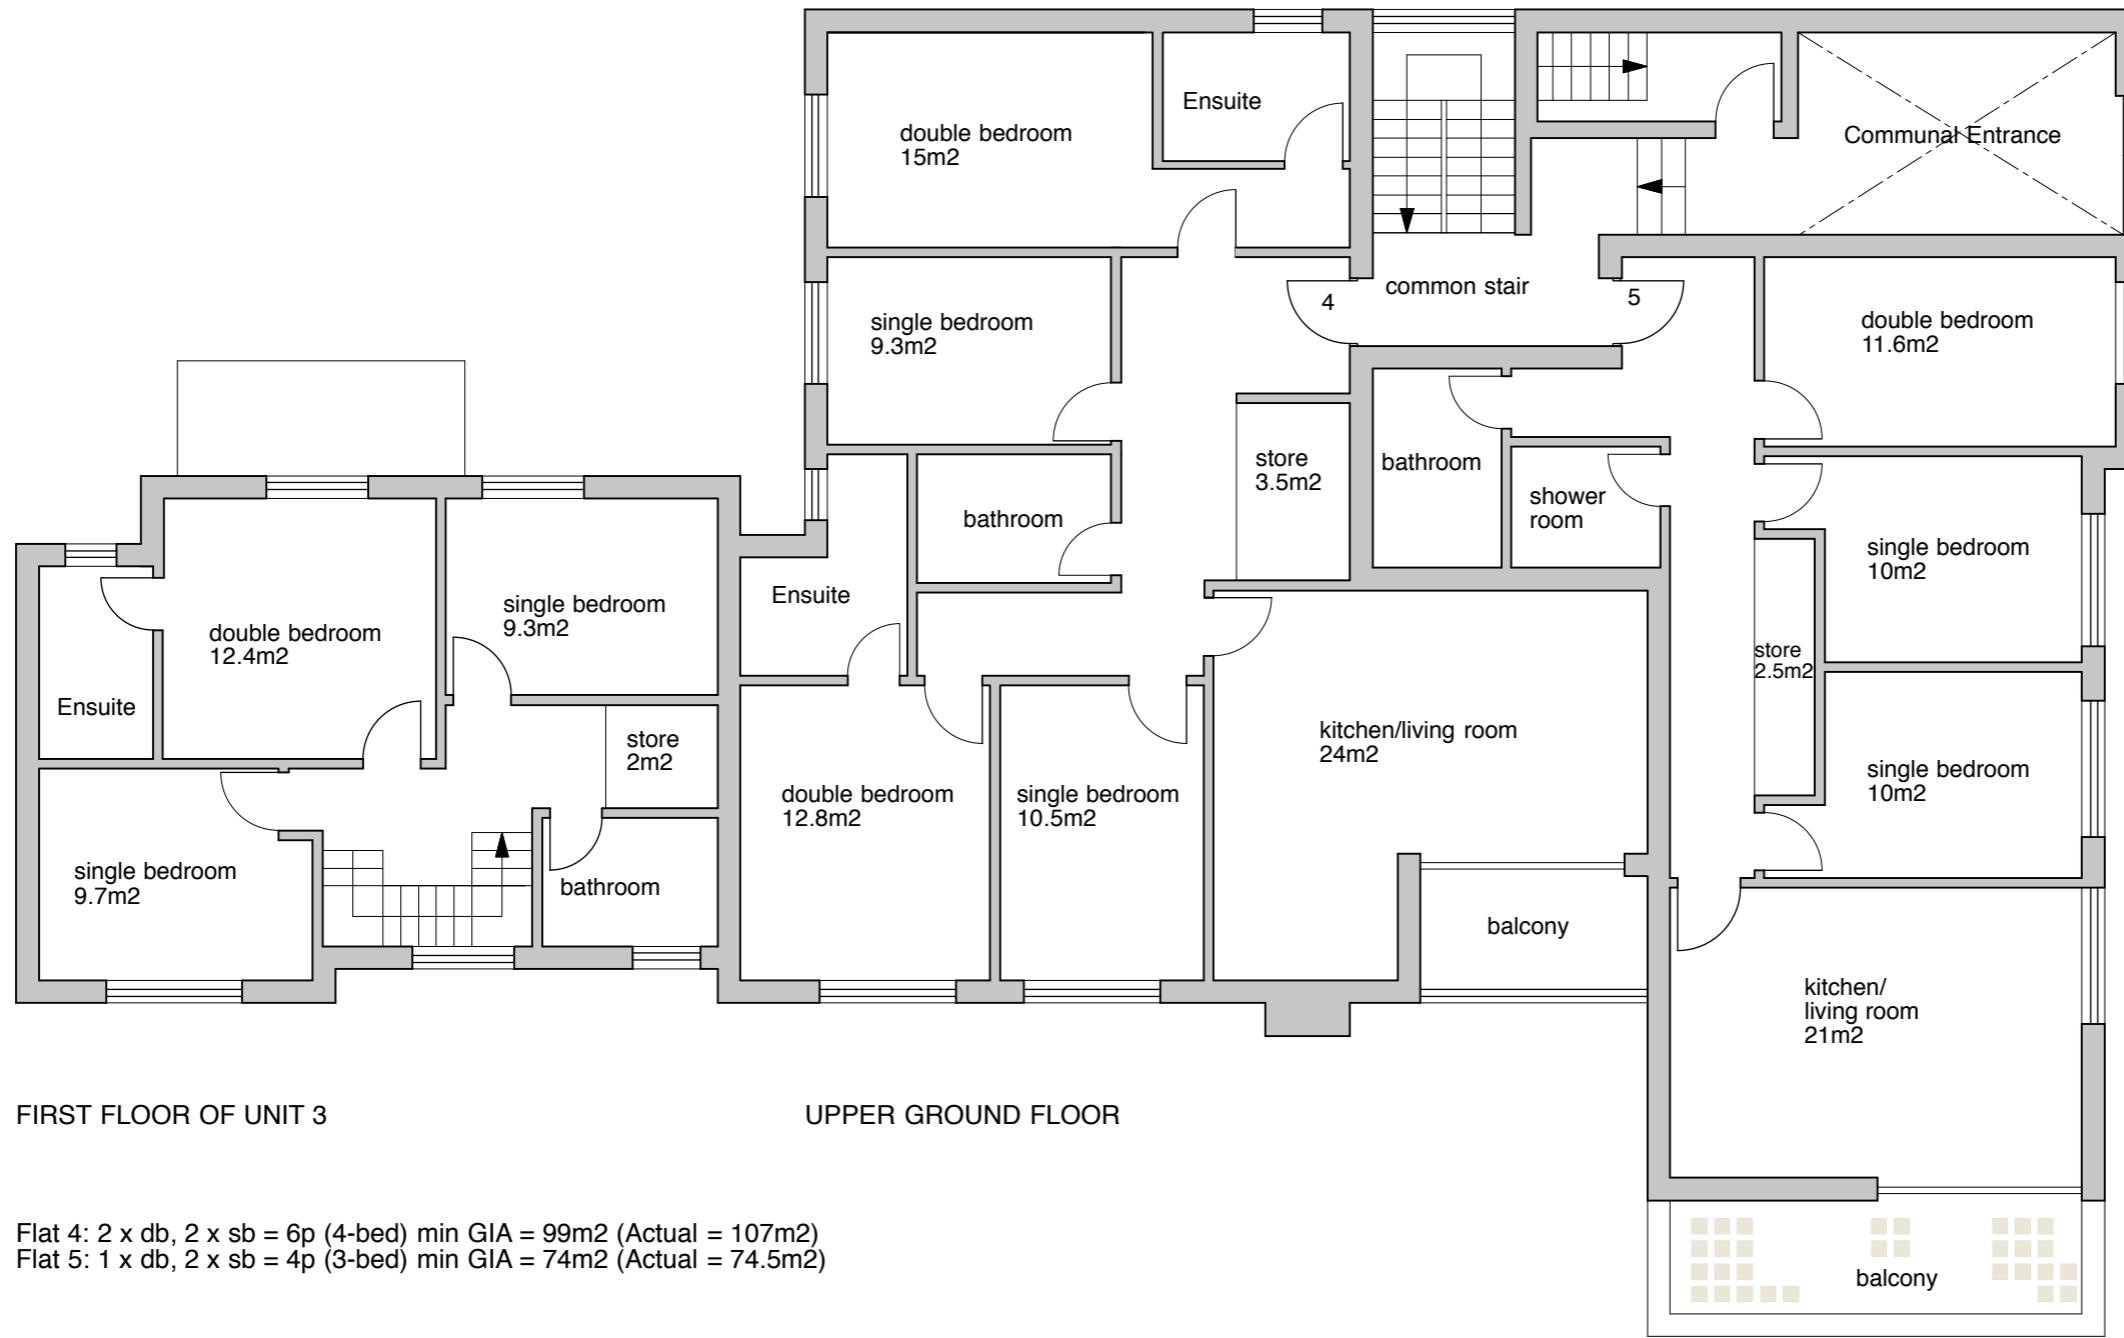 double bedroom
15m2
Ensuite
Communal Entrance
single bedroom
9.3m2
4
common stair
5
double bedroom
11.6m2
store
3.5m2
bathroom
shower
room
bathroom
single bedroom
10m2
Ensuite
double bedroom
12.4m2
single bedroom
9.3m2
Ensuite
store
2m2
store
2.5m2
kitchen/living room
24m2
single bedroom
10m2
double bedroom
12.8m2
single bedroom
10.5m2
single bedroom
9.7m2
bathroom
balcony
kitchen/
living room
21m2
FIRST FLOOR OF UNIT 3
UPPER GROUND FLOOR
Flat 4: 2 x db, 2 x sb = 6p (4-bed) min GIA = 99m2 (Actual = 107m2)
Flat 5: 1 x db, 2 x sb = 4p (3-bed) min GIA = 74m2 (Actual = 74.5m2)
balcony